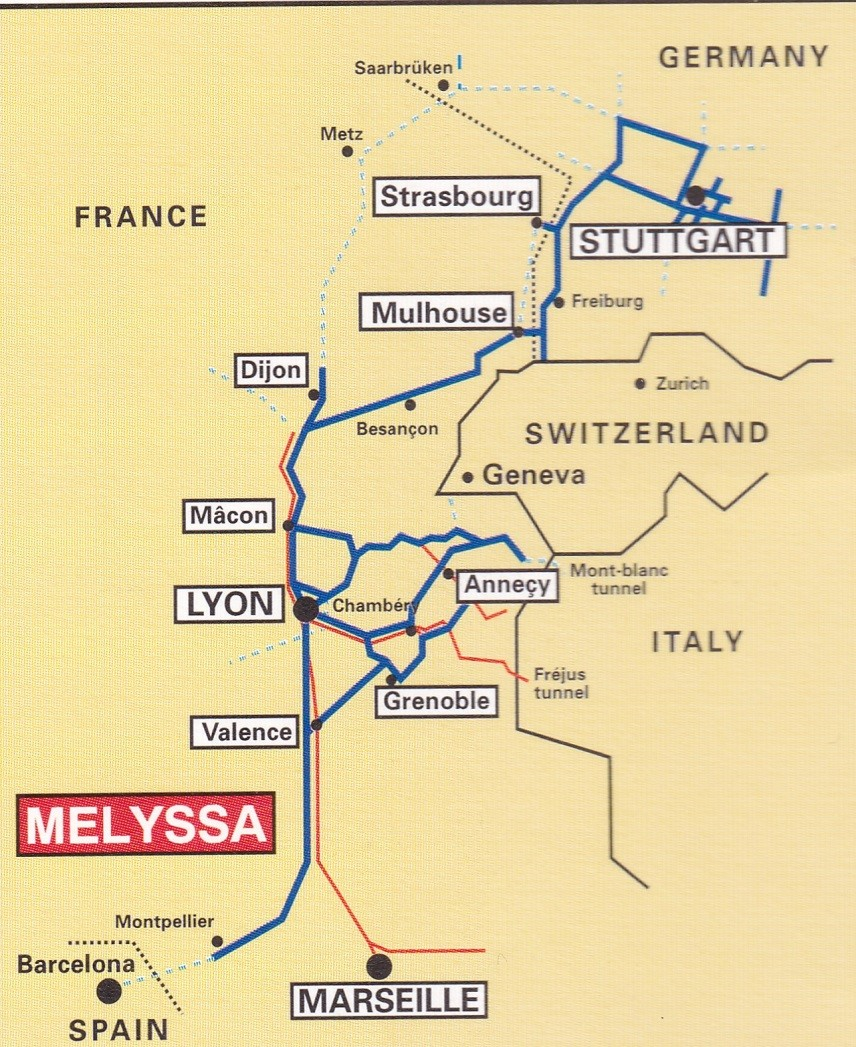 GERMANY
Saarbrüken
Metz
Strasbourg
FRANCE
STUTTGART
Freiburg
Mulhouse
Dijon
Zurich
Besançon
SWITZERLAND
Geneva
Mâcon
Mont-blanc
tunnel
Anneçy
LYON
Chambéry
ITALY
Fréjus
tunnel
Grenoble
Valence
MELYSSA
Montpellier
Barcelona
MARSEILLE
SPAIN